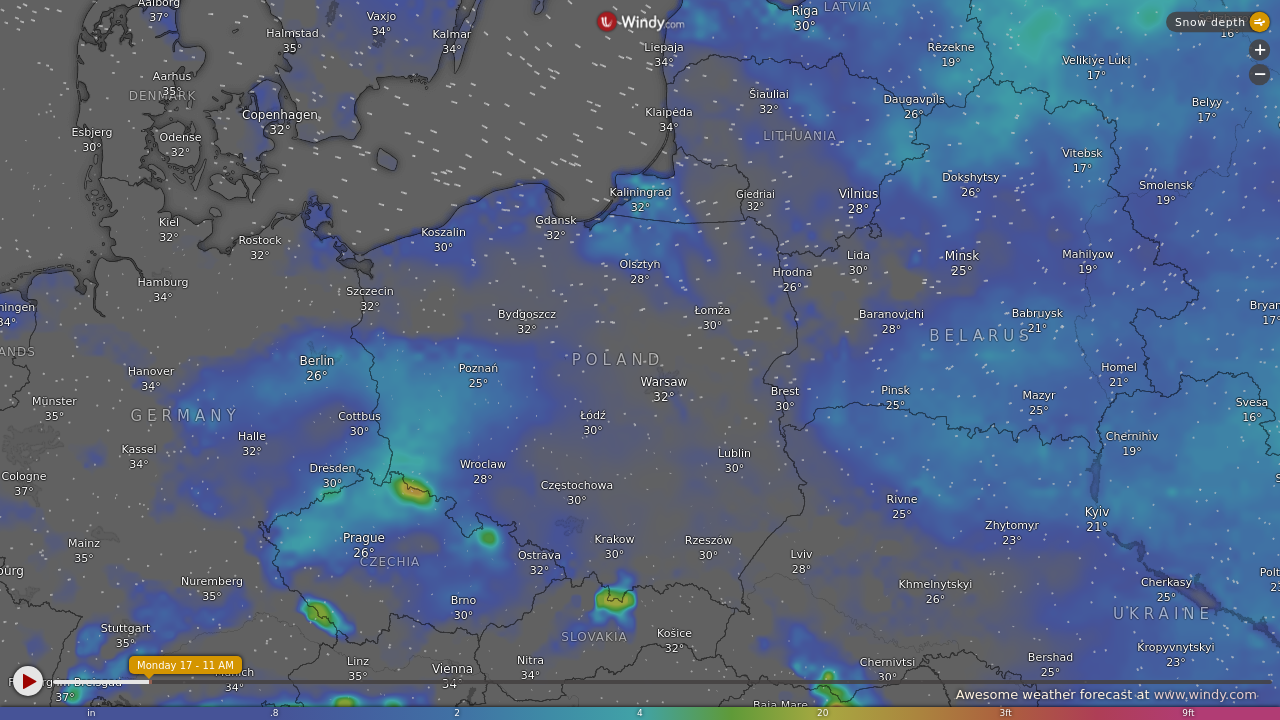 Aalborg
37°
Vaxjo
34°
Halmstad
35°
Kalmar
34°
Windy.com
Riga
30°
LATVIA
Snow depth
16°
Liepaja
34°
Rēzekne
19°
Velikiye Luki
17°
Aarhus
35°
DENMARK
Šiauliai
32°
Daugavpils
26°
Belyy
17°
Copenhagen
32°
Klaipėda
34°
LITHUANIA
Esbjerg
30°
Odense
32°
Vitebsk
17°
Kaliningrad
32°
Giedriai
32°
Vilnius
28°
Dokshytsy
26°
Smolensk
19°
Kiel
32°
Rostock
32°
Koszalin
30°
Gdansk
32°
Olsztyn
28°
Hrodna
26°
Lida
30°
Minsk
25°
Mahilyow
19°
Hamburg
34°
Szczecin
32°
Bydgoszcz
32°
Łomża
30°
Baranovichi
28°
Babruysk
21°
ningen
34°
17°
BELARUS
ANDS
Hanover
34°
Berlin
26°
Poznań
25°
POLAND
Warsaw
32°
Brest
30°
Pinsk
25°
Homel
21°
Mazyr
25°
Svesa
16°
Münster
35°
GERMANY
Cottbus
30°
Łódź
30°
Halle
32°
Kassel
34°
Chernihiv
19°
Cologne
37°
Dresden
30°
Wroclaw
28°
Lublin
30°
Częstochowa
30°
Rivne
25°
Kyiv
21°
Zhytomyr
23°
Mainz
35°
Prague
26°
CZECHIA
Ostrava
32°
Krakow
30°
Rzeszów
30°
Lviv
28°
Nuremberg
35°
Brno
30°
Khmelnytskyi
26°
Cherkasy
25°
UKRAINE
Stuttgart
35°
SLOVAKIA
Košice
32°
Kropyvnytskyi
23°
Monday 17 - 11 AM
34°
Linz
35°
Vienna
34°
Nitra
34°
Chernivtsi
30°
Bershad
25°
37°
Awesome weather forecast at www.windy.com
Baia Mare
in .8 2 4 20 3ft 9ft